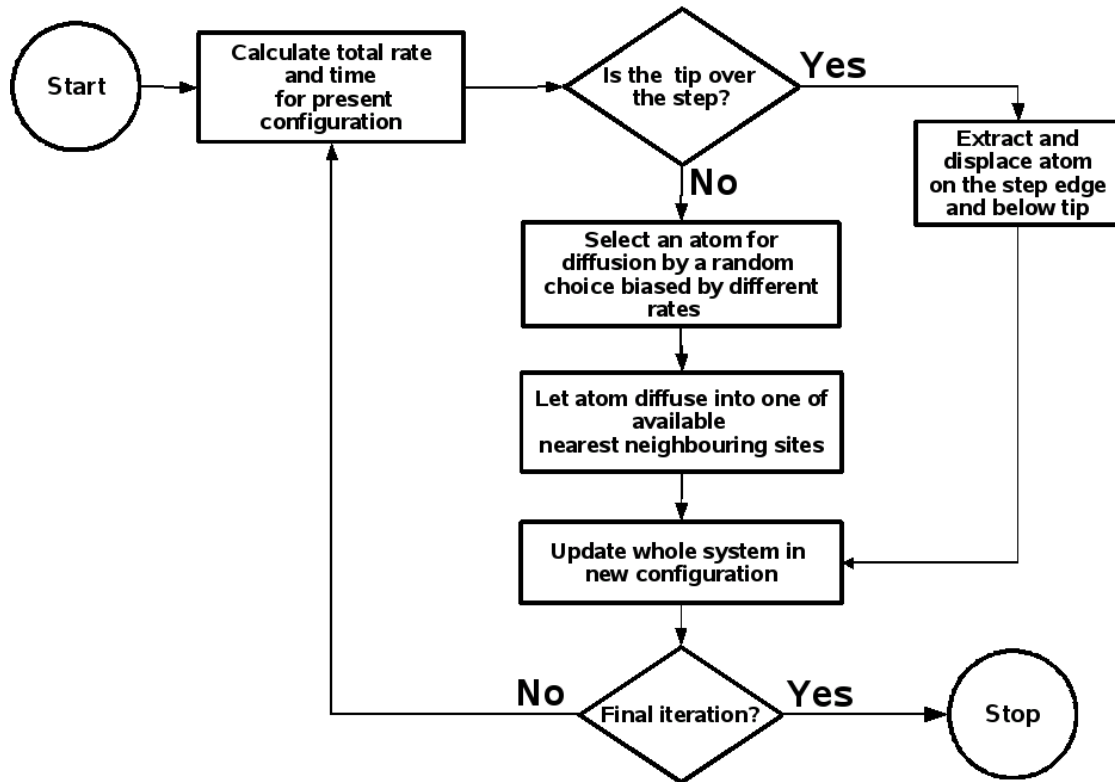 Start
Calculate total rate
and time
for present
configuration
Is the tip over
the step?
Yes
Extract and
displace atom
on the step edge
and below tip
No
Select an atom for
diffusion by a random
choice biased by different
rates
Let atom diffuse into one of
available
nearest neighbouring sites
Update whole system in
new configuration
No
Final iteration?
Yes
Stop